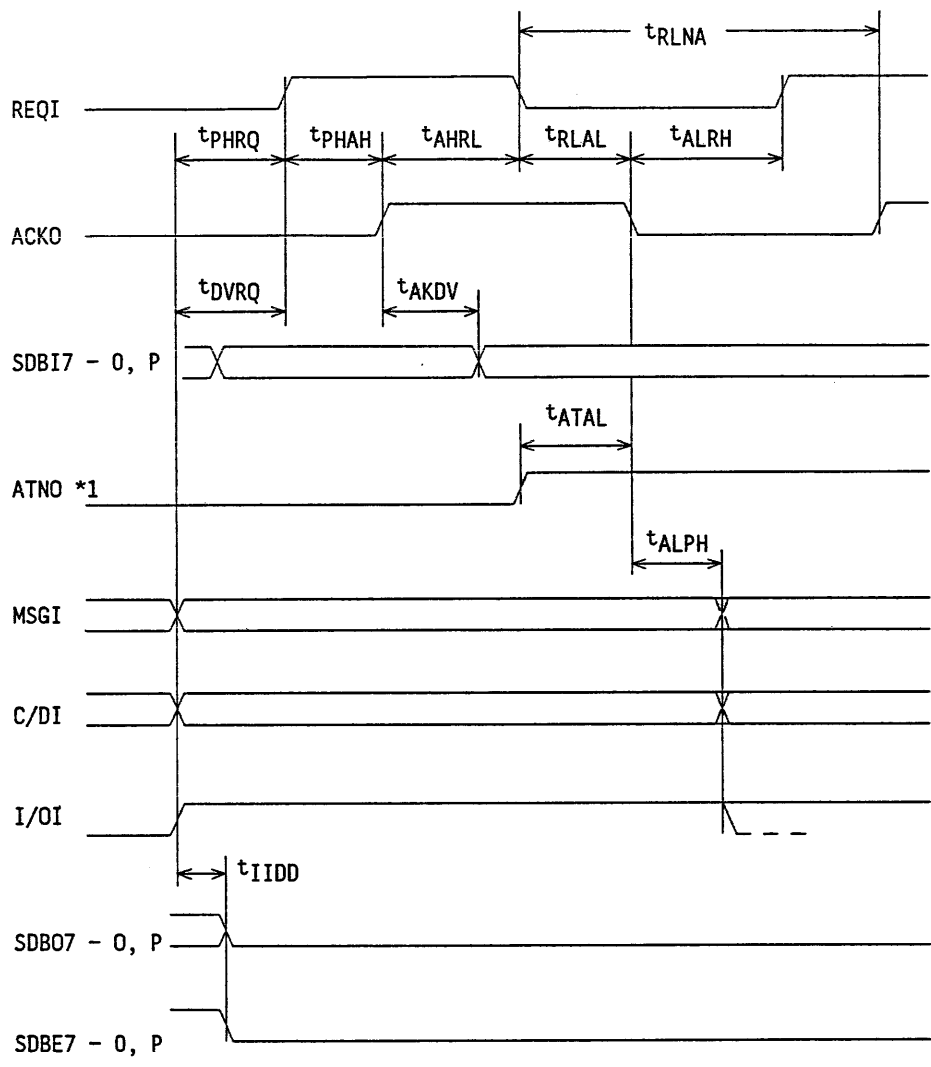 tRLNA
REQI
tPHRQ tPHAH tAHRL tRLAL tALRH
ACKO
tDVRQ tAKDV
SDBI7 - 0, P
tATAL
ATNO *1
tALPH
MSGI
C/DI
I/OI
tIIDD
SDBO7 - 0, P
SDBE7 - 0, P